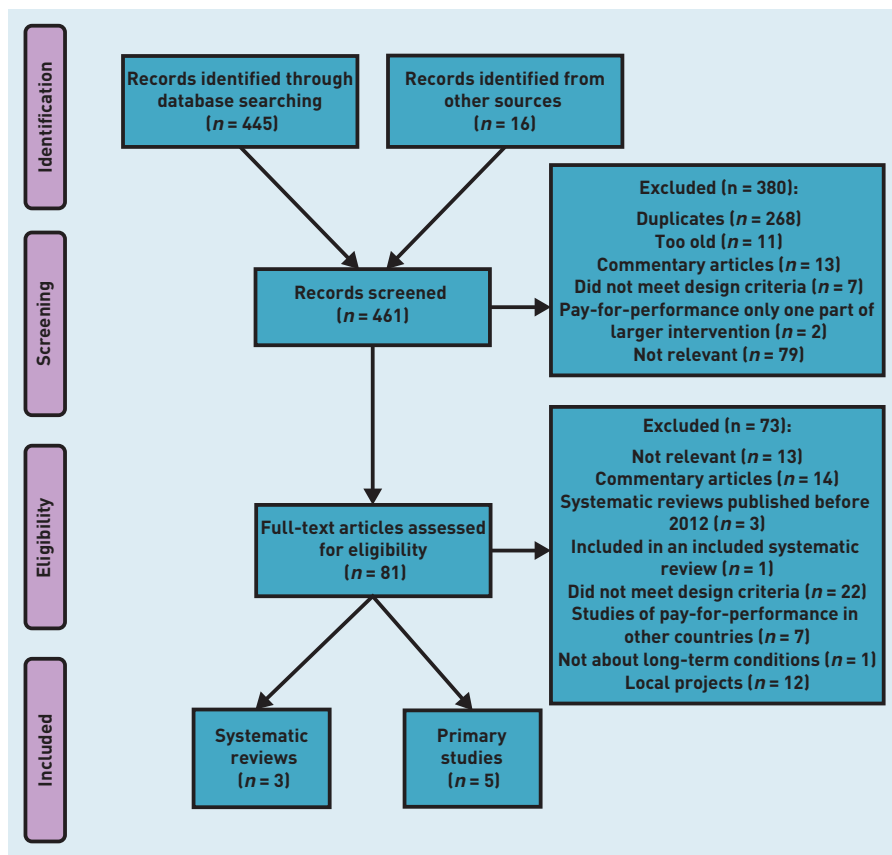 Identification
Records identified through
database searching
(n = 445)
Records identified from
other sources
(n = 16)
Excluded (n = 380):
Duplicates (n = 268)
Too old (n = 11)
Commentary articles (n = 13)
Did not meet design criteria (n = 7)
Pay-for-performance only one part of
larger intervention (n = 2)
Not relevant (n = 79)
Screening
Records screened
(n = 461)
Eligibility
Full-text articles assessed
for eligibility
(n = 81)
Excluded (n = 73):
Not relevant (n = 13)
Commentary articles (n = 14)
Systematic reviews published before
2012 (n = 3)
Included in an included systematic
review (n = 1)
Did not meet design criteria (n = 22)
Studies of pay-for-performance in
other countries (n = 7)
Not about long-term conditions (n = 1)
Local projects (n = 12)
Included
Systematic
reviews
(n = 3)
Primary
studies
(n = 5)